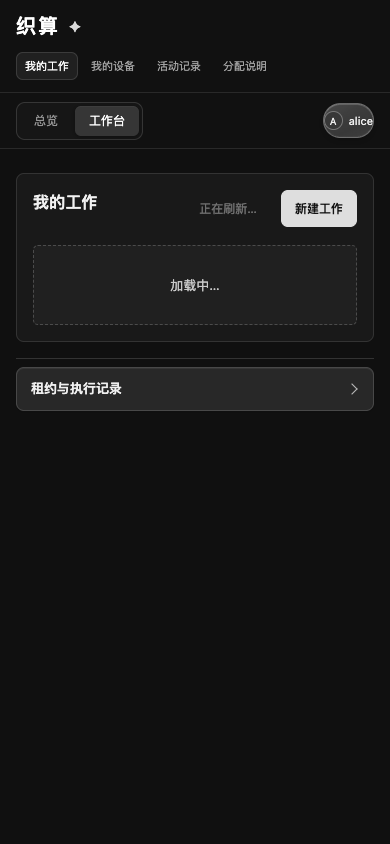 织算
我的工作 我的设备 活动记录 分配说明
总览 工作台 A alice
我的工作 正在刷新... 新建工作
加载中...
租约与执行记录